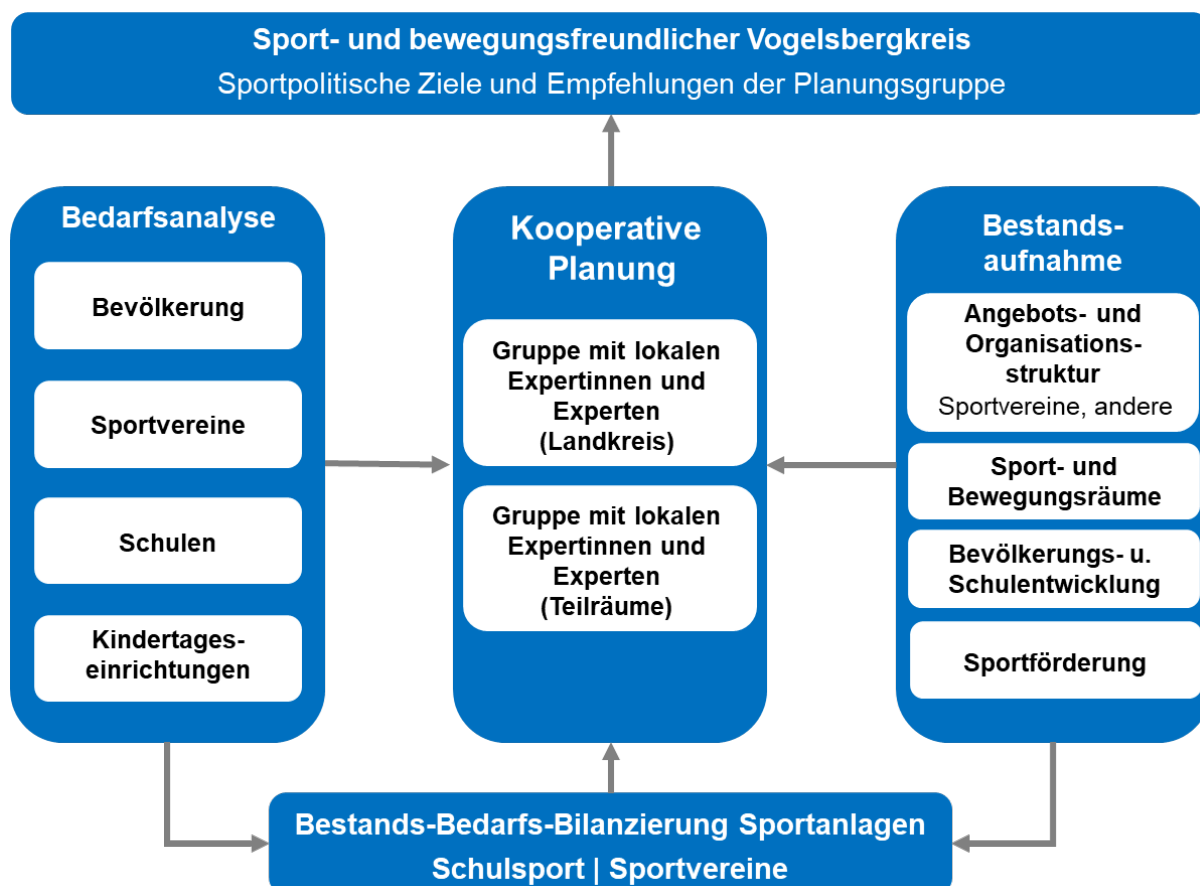 Sport- und bewegungsfreundlicher Vogelsbergkreis
Sportpolitische Ziele und Empfehlungen der Planungsgruppe
Bedarfsanalyse
Bevölkerung
Sportvereine
Schulen
Kindertages-
einrichtungen
Kooperative
Planung
Gruppe mit lokalen
Expertinnen und
Experten
(Landkreis)
Gruppe mit lokalen
Expertinnen und
Experten
(Teilräume)
Bestands-
aufnahme
Angebots- und
Organisations-
struktur
Sportvereine, andere
Sport- und
Bewegungsräume
Bevölkerungs- u.
Schulentwicklung
Sportförderung
Bestands-Bedarfs-Bilanzierung Sportanlagen
Schulsport | Sportvereine